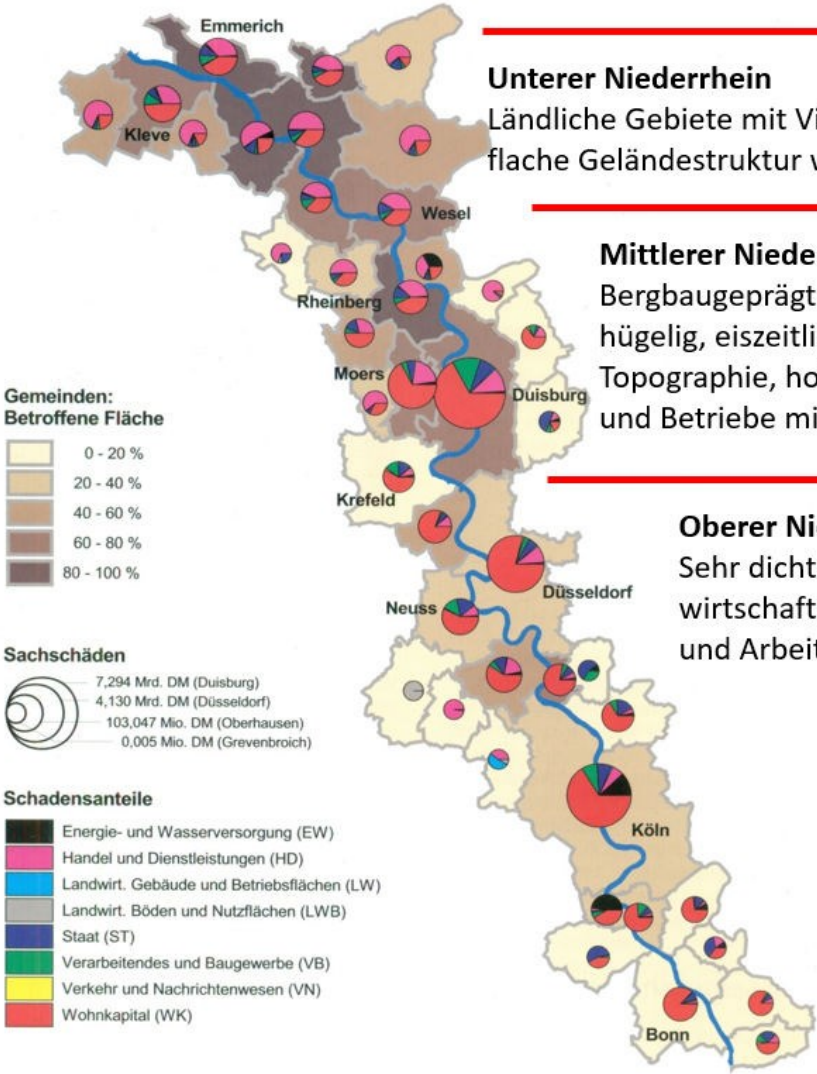 Emmerich
Kleve
Wesel
Rheinberg
Moers
Duisburg
Krefeld
Düsseldorf
Neuss
Köln
Bonn
Unterer Niederrhein
Ländliche Gebiete mit Vi
flache Geländestruktur
Mittlerer Niede
Bergbaugeprägt
hügelig, eiszeitli
Topographie, ho
und Betriebe mi
Oberer Ni
Sehr dicht
wirtschaft
und Arbeit
Gemeinden:
Betroffene Fläche
0 - 20 %
20 - 40 %
40 - 60 %
60 - 80 %
80 - 100 %
Sachschäden
7,294 Mrd. DM (Duisburg)
4,130 Mrd. DM (Düsseldorf)
103,047 Mio. DM (Oberhausen)
0,005 Mio. DM (Grevenbroich)
Schadensanteile
Energie- und Wasserversorgung (EW)
Handel und Dienstleistungen (HD)
Landwirt. Gebäude und Betriebsflächen (LW)
Landwirt. Böden und Nutzflächen (LWB)
Staat (ST)
Verarbeitendes und Baugewerbe (VB)
Verkehr und Nachrichtenwesen (VN)
Wohnkapital (WK)